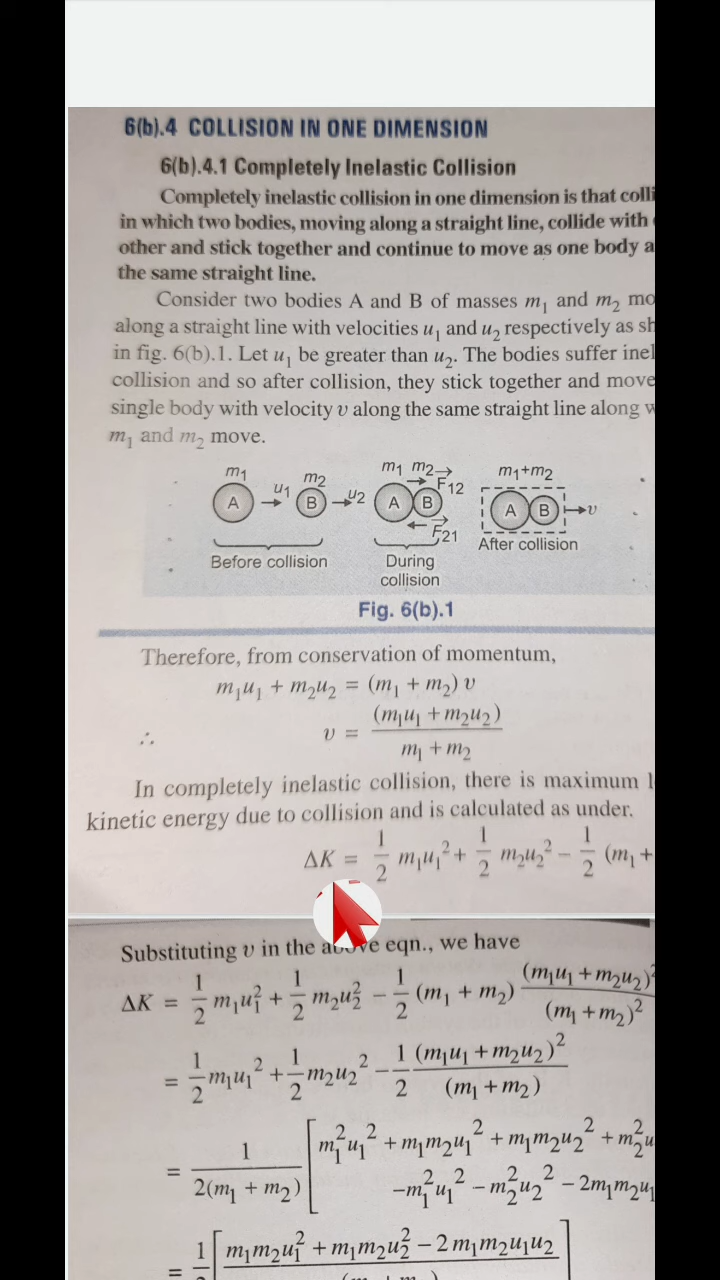 6(b).4 COLLISION IN ONE DIMENSION
6(b).4.1 Completely Inelastic Collision
Completely inelastic collision in one dimension is that colli
in which two bodies, moving along a straight line, collide with
other and stick together and continue to move as one body a
the same straight line.
Consider two bodies A and B of masses m₁ and m₂ mo
along a straight line with velocities u₁ and u₂ respectively as sh
in fig. 6(b).1. Let u₁ be greater than u₂. The bodies suffer inel
collision and so after collision, they stick together and move
single body with velocity v along the same straight line along w
m₁ and m₂ move.
m₁ m₂ m₁ m₂ F₁₂ m₁+m₂
A u₁ B u₂ A B A B v
F₂₁
Before collision During collision After collision
Fig. 6(b).1
Therefore, from conservation of momentum,
m₁u₁ + m₂u₂ = (m₁ + m₂) v
∴ v = (m₁u₁ + m₂u₂) / m₁ + m₂
In completely inelastic collision, there is maximum l
kinetic energy due to collision and is calculated as under.
ΔK = 1/2 m₁u₁² + 1/2 m₂u₂² − 1/2 (m₁ +
Substituting v in the above eqn., we have
ΔK = 1/2 m₁u₁² + 1/2 m₂u₂² − 1/2 (m₁ + m₂) (m₁u₁ + m₂u₂)² / (m₁ + m₂)²
= 1/2 m₁u₁² + 1/2 m₂u₂² − 1/2 (m₁u₁ + m₂u₂)² / (m₁ + m₂)
= 1 / 2(m₁ + m₂) [ m₁²u₁² + m₁m₂u₁² + m₁m₂u₂² + m₂²u
−m₁²u₁² − m₂²u₂² − 2m₁m₂u₁
= 1 [ m₁m₂u₁² + m₁m₂u₂² − 2 m₁m₂u₁u₂ ]